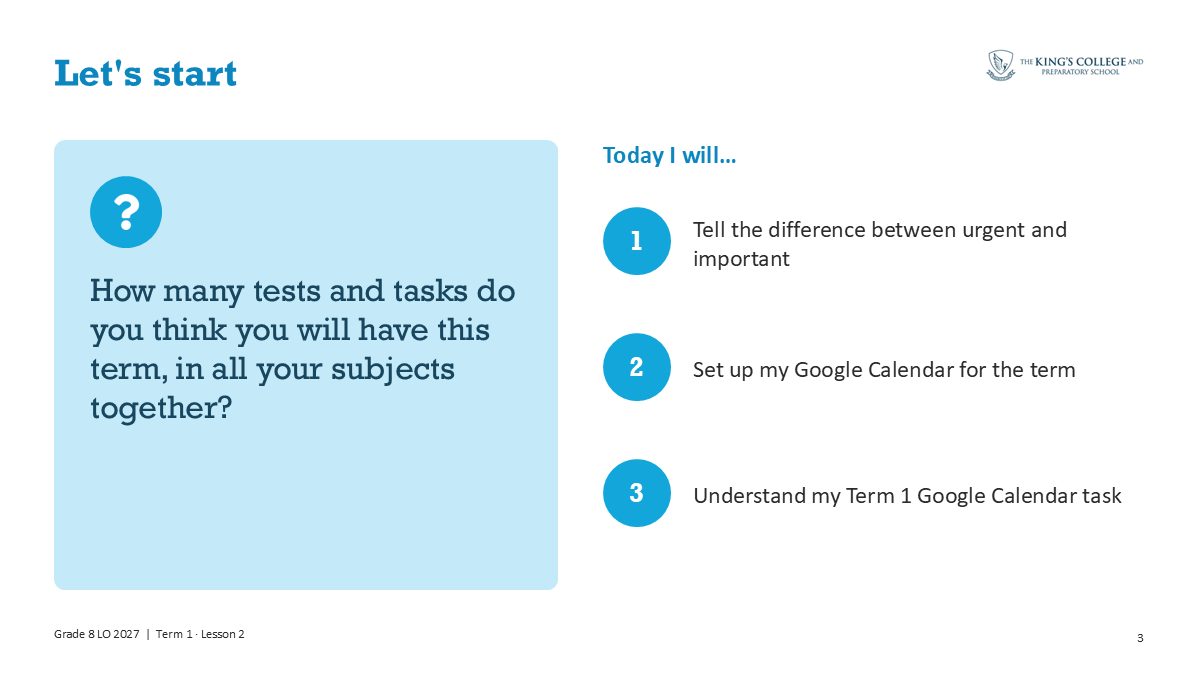 Let's start
THE KING'S COLLEGE AND
PREPARATORY SCHOOL
?
How many tests and tasks do
you think you will have this
term, in all your subjects
together?
Today I will...
1
Tell the difference between urgent and
important
2
Set up my Google Calendar for the term
3
Understand my Term 1 Google Calendar task
Grade 8 LO 2027 | Term 1 · Lesson 2
3